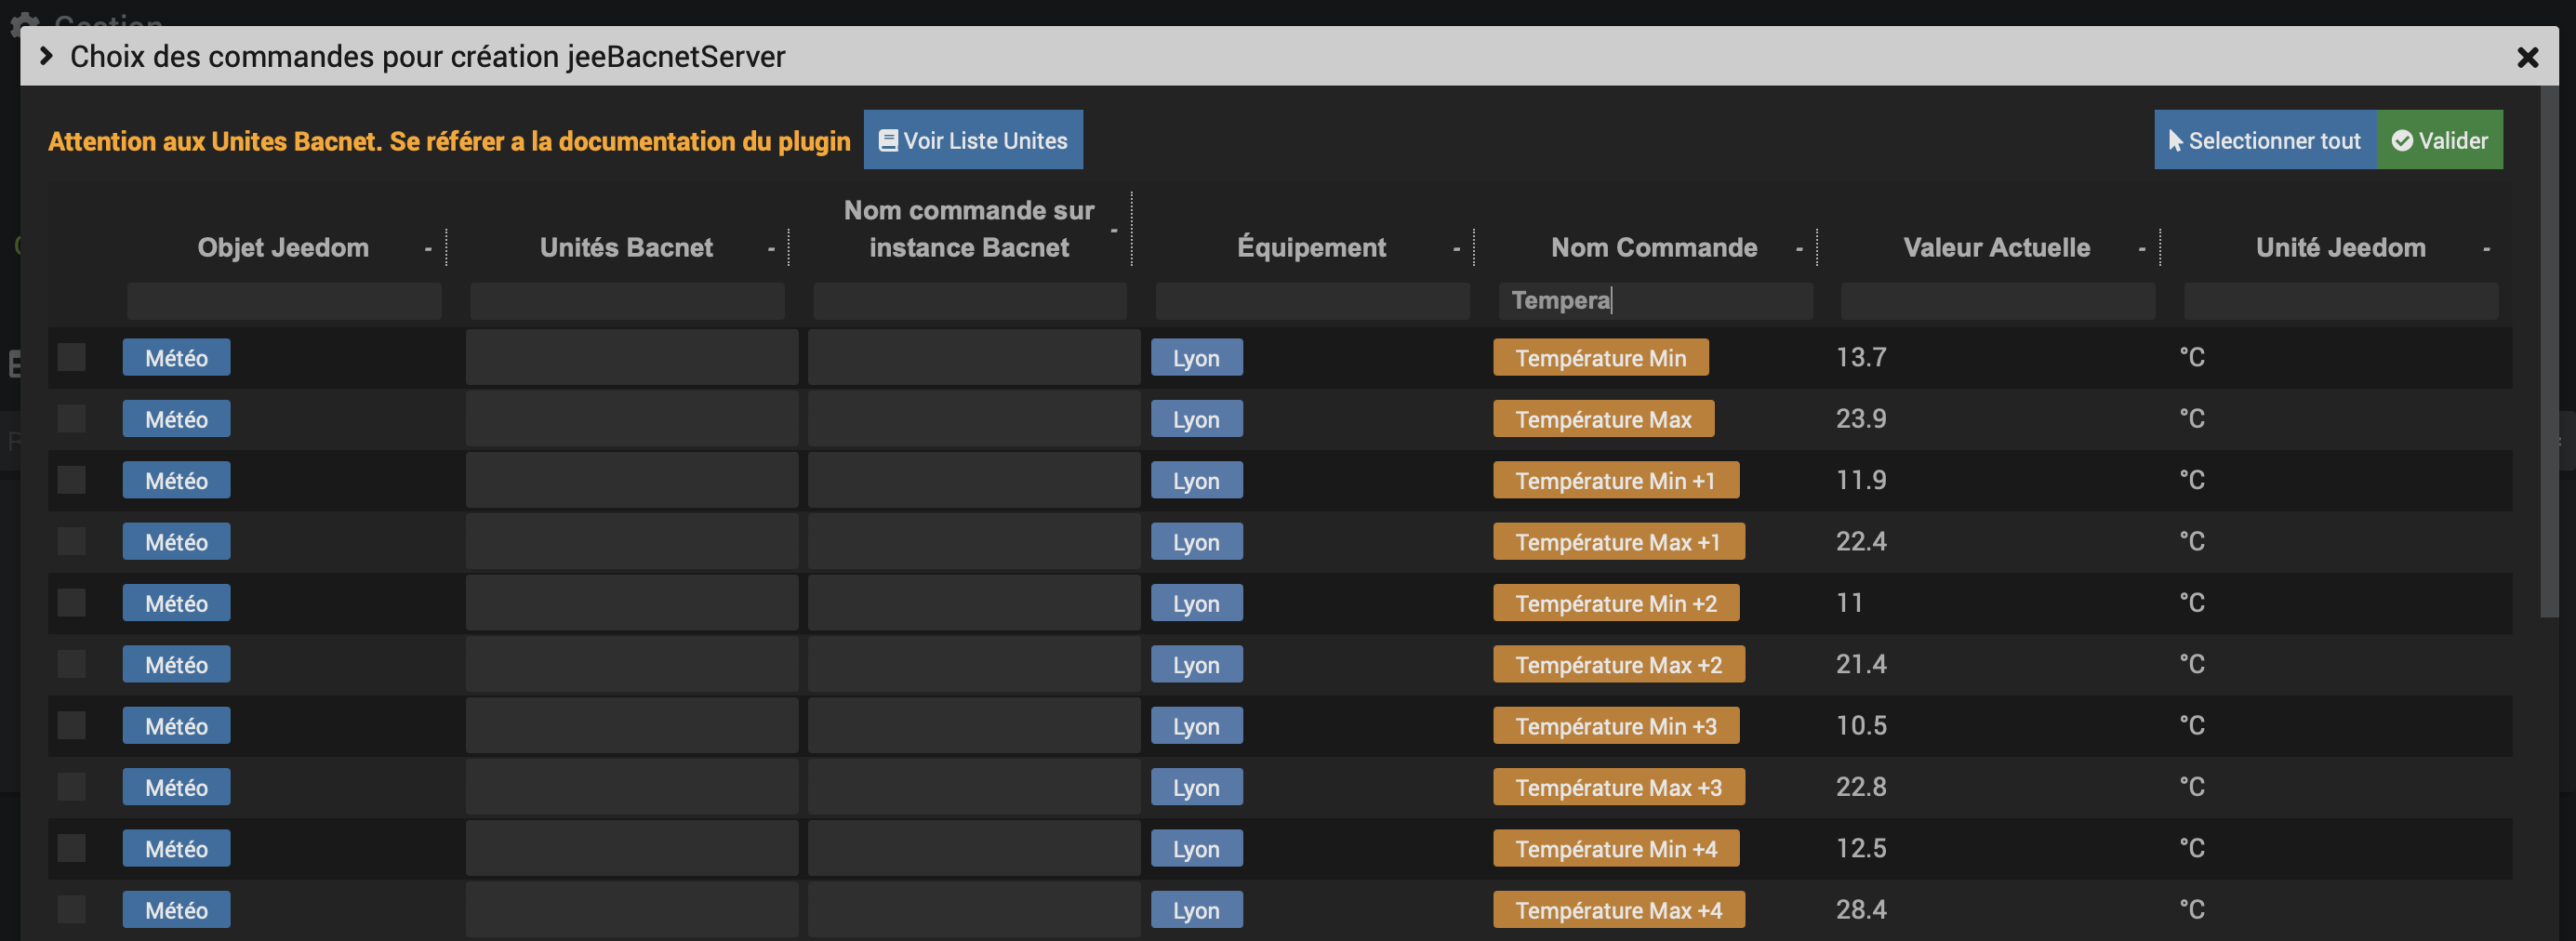 Gestion
Choix des commandes pour création jeeBacnetServer
Attention aux Unites Bacnet. Se référer a la documentation du plugin
Voir Liste Unites
Selectionner tout
Valider
Objet Jeedom -
Unités Bacnet -
Nom commande sur
instance Bacnet -
Équipement -
Nom Commande -
Valeur Actuelle -
Unité Jeedom -
Tempera
Météo Lyon Température Min 13.7 °C
Météo Lyon Température Max 23.9 °C
Météo Lyon Température Min +1 11.9 °C
Météo Lyon Température Max +1 22.4 °C
Météo Lyon Température Min +2 11 °C
Météo Lyon Température Max +2 21.4 °C
Météo Lyon Température Min +3 10.5 °C
Météo Lyon Température Max +3 22.8 °C
Météo Lyon Température Min +4 12.5 °C
Météo Lyon Température Max +4 28.4 °C